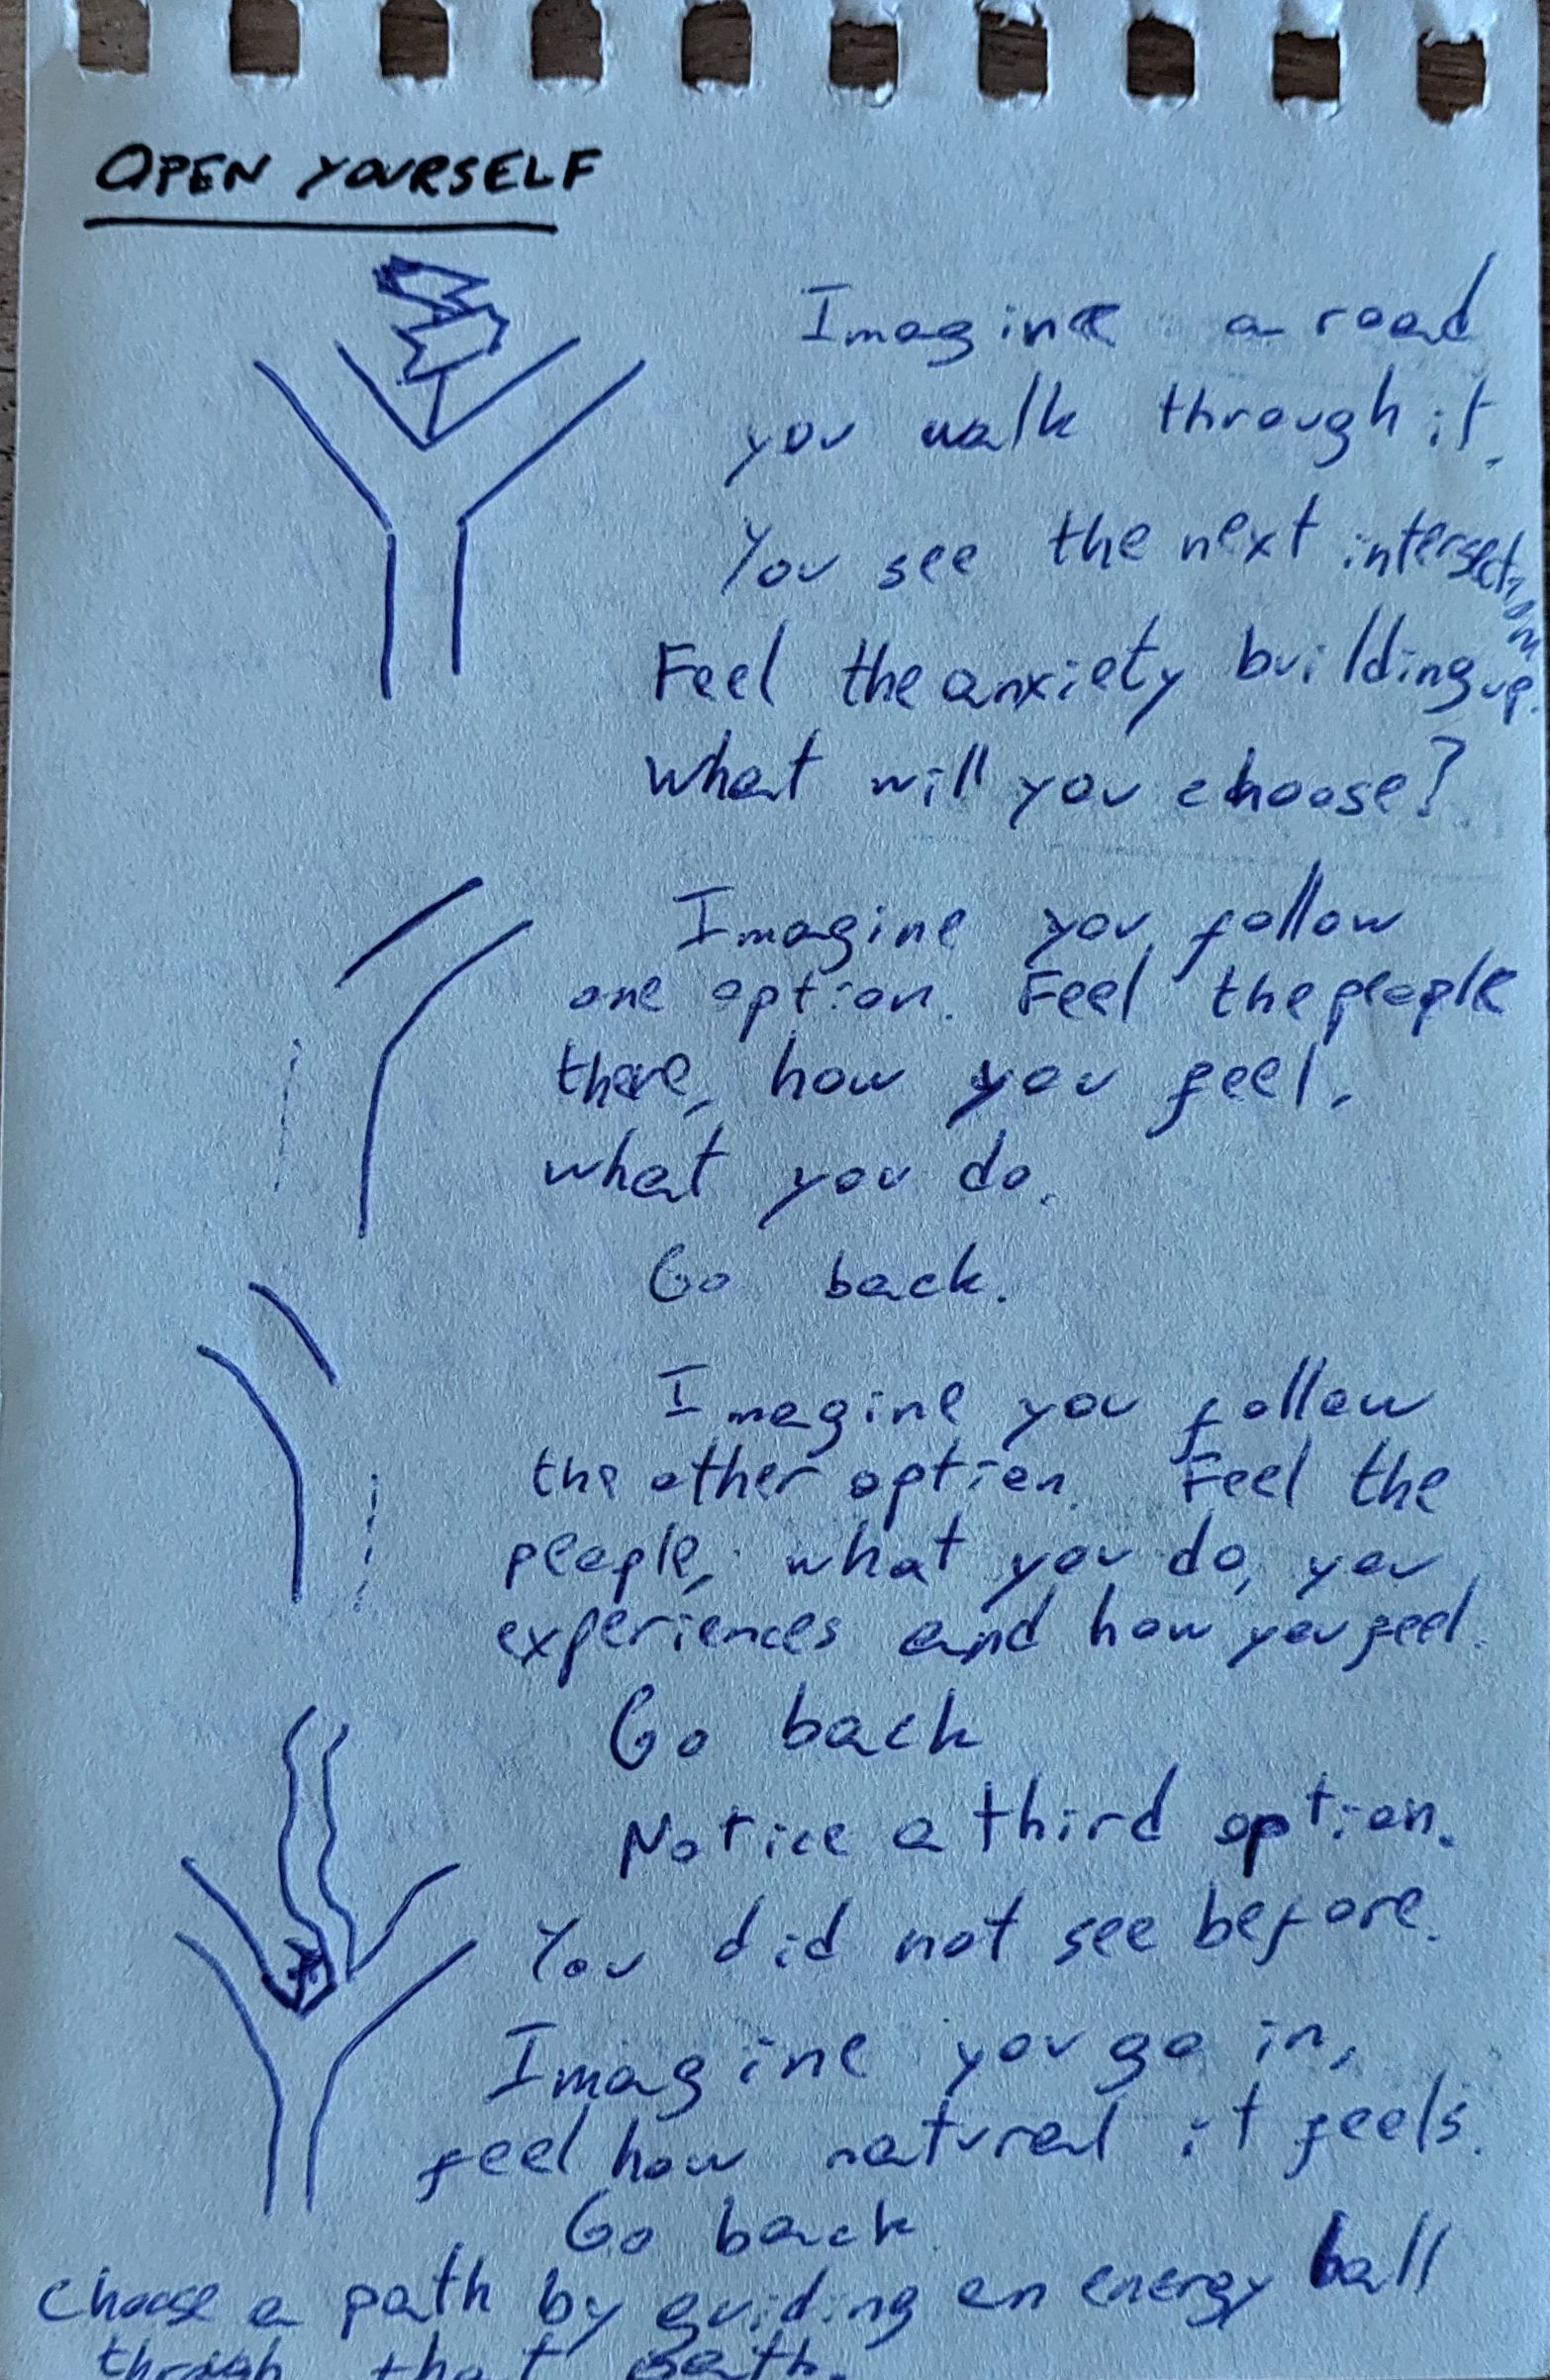 OPEN YOURSELF
Imagine a road
you walk through it.
You see the next intersection.
Feel the anxiety building up.
What will you choose?
Imagine you follow
one option. Feel the people
there, how you feel,
what you do.
Go back.
Imagine you follow
the other option. Feel the
people, what you do, you
experiences and how you feel.
Go back
Notice a third option.
You did not see before.
Imagine you go in,
feel how natural it feels.
Go back.
Choose a path by guiding an energy ball
through that path.